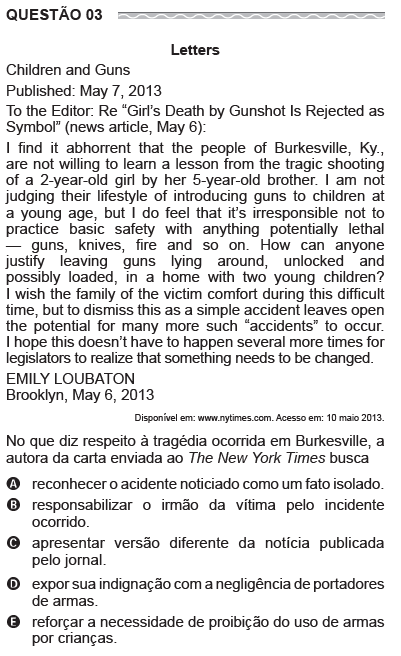 QUESTÃO 03
Letters
Children and Guns
Published: May 7, 2013
To the Editor: Re “Girl’s Death by Gunshot Is Rejected as
Symbol” (news article, May 6):
I find it abhorrent that the people of Burkesville, Ky.,
are not willing to learn a lesson from the tragic shooting
of a 2-year-old girl by her 5-year-old brother. I am not
judging their lifestyle of introducing guns to children at
a young age, but I do feel that it’s irresponsible not to
practice basic safety with anything potentially lethal
— guns, knives, fire and so on. How can anyone
justify leaving guns lying around, unlocked and
possibly loaded, in a home with two young children?
I wish the family of the victim comfort during this difficult
time, but to dismiss this as a simple accident leaves open
the potential for many more such “accidents” to occur.
I hope this doesn’t have to happen several more times for
legislators to realize that something needs to be changed.
EMILY LOUBATON
Brooklyn, May 6, 2013
Disponível em: www.nytimes.com. Acesso em: 10 maio 2013.
No que diz respeito à tragédia ocorrida em Burkesville, a
autora da carta enviada ao The New York Times busca
A reconhecer o acidente noticiado como um fato isolado.
B responsabilizar o irmão da vítima pelo incidente
ocorrido.
C apresentar versão diferente da notícia publicada
pelo jornal.
D expor sua indignação com a negligência de portadores
de armas.
E reforçar a necessidade de proibição do uso de armas
por crianças.